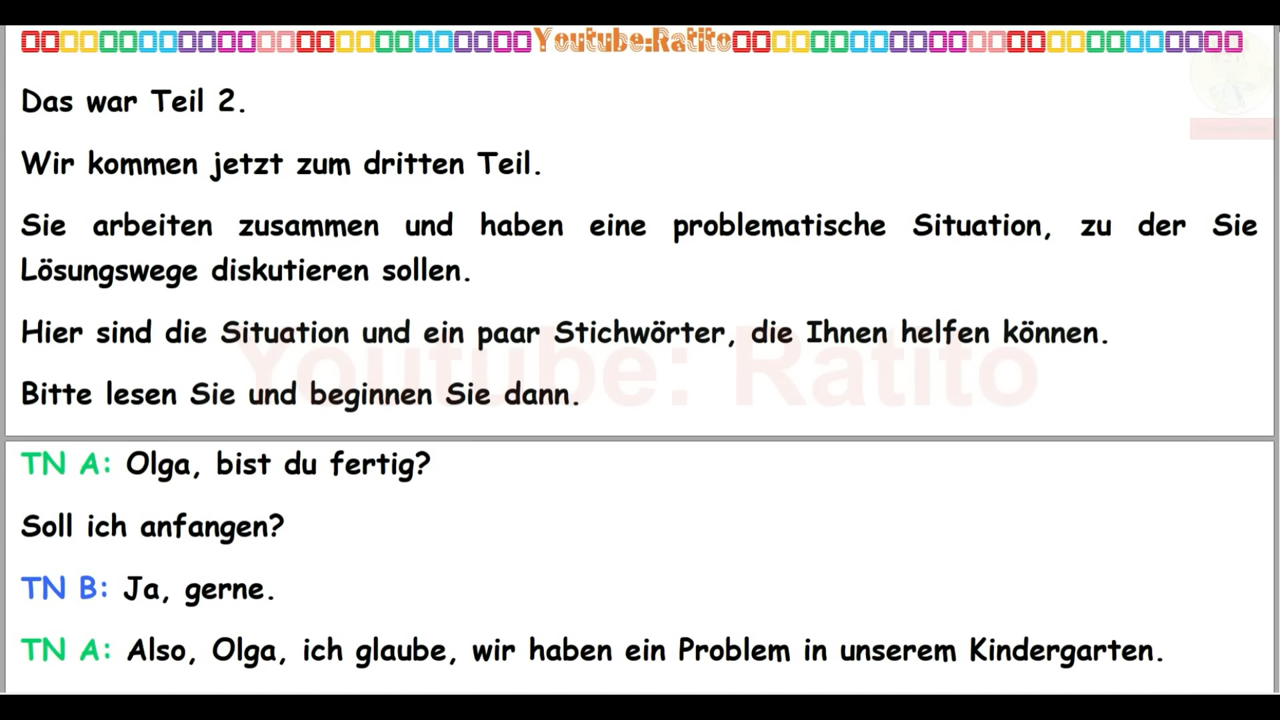 Youtube:Ratito
Das war Teil 2.
Wir kommen jetzt zum dritten Teil.
Sie arbeiten zusammen und haben eine problematische Situation, zu der Sie
Lösungswege diskutieren sollen.
Hier sind die Situation und ein paar Stichwörter, die Ihnen helfen können.
Youtube: Ratito
Bitte lesen Sie und beginnen Sie dann.
TN A: Olga, bist du fertig?
Soll ich anfangen?
TN B: Ja, gerne.
TN A: Also, Olga, ich glaube, wir haben ein Problem in unserem Kindergarten.